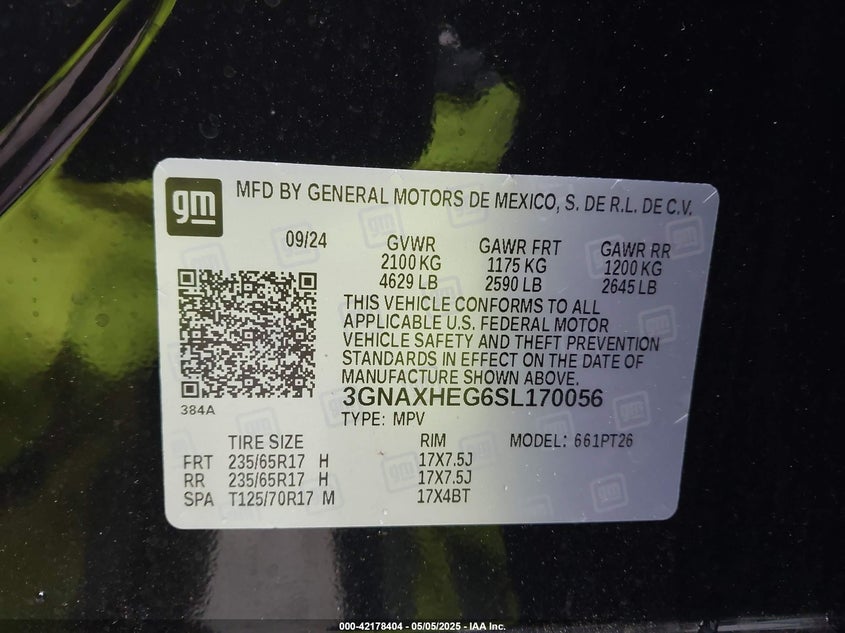 gm
MFD BY GENERAL MOTORS DE MEXICO, S. DE R.L. DE C.V.
09/24 GVWR GAWR FRT GAWR RR
2100 KG 1175 KG 1200 KG
4629 LB 2590 LB 2645 LB
THIS VEHICLE CONFORMS TO ALL
APPLICABLE U.S. FEDERAL MOTOR
VEHICLE SAFETY AND THEFT PREVENTION
STANDARDS IN EFFECT ON THE DATE OF
MANUFACTURE SHOWN ABOVE.
3GNAXHEG6SL170056
384A
TYPE: MPV
TIRE SIZE RIM MODEL: 661PT26
FRT 235/65R17 H 17X7.5J
RR 235/65R17 H 17X7.5J
SPA T125/70R17 M 17X4BT
000-42178404 - 05/05/2025 - IAA Inc.